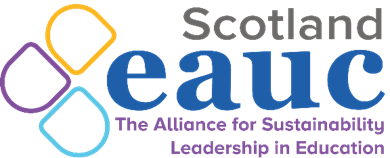 Scotland
eauc
The Alliance for Sustainability
Leadership in Education